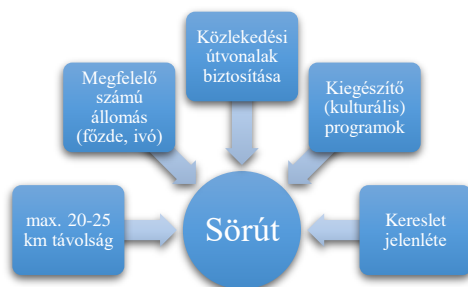 Közlekedési
útvonalak
biztosítása
Megfelelő
számú
állomás
(főzde, ivó)
Kiegészítő
(kulturális)
programok
max. 20-25
km távolság
Sörút
Kereslet
jelenléte